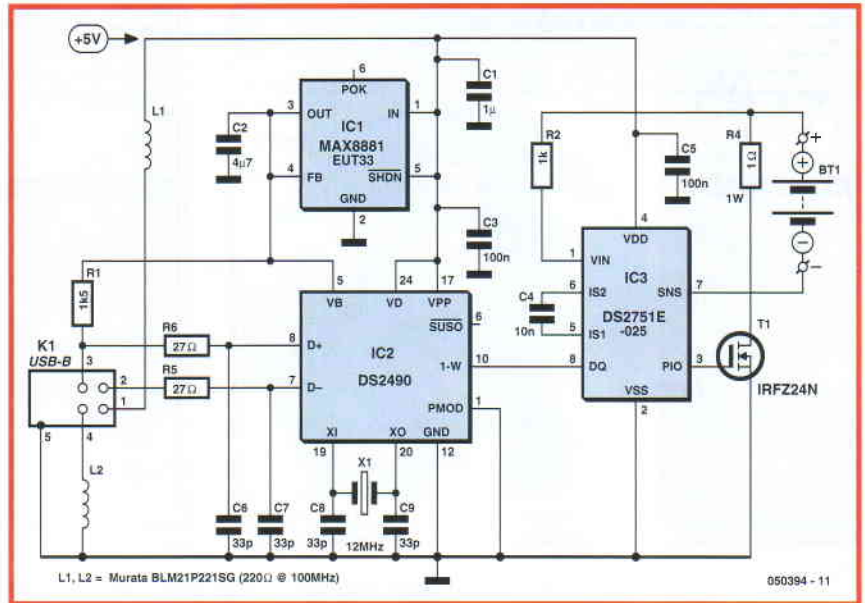 +5V
L1
6
POK
3
OUT
IN
1
IC1
MAX8881
EUT33
4
FB
SHDN
5
GND
2
C2
4µ7
C1
1µ
C3
100n
R2
1k
C5
100n
R4
1Ω
1W
+
BT1
−
4
VDD
1
VIN
IC3
DS2751E
-025
6
IS2
5
IS1
SNS
7
C4
10n
8
DQ
PIO
3
VSS
2
T1
IRFZ24N
R1
1k5
5
VB
24
VD
17
VPP
SUSO
6
8
D+
IC2
DS2490
1-W
10
7
D−
PMOD
1
XI
XO
GND
19
20
12
R6
27Ω
R5
27Ω
K1
USB-B
3
2
1
4
5
L2
C6
33p
C7
33p
C8
33p
X1
12MHz
C9
33p
L1, L2 = Murata BLM21P221SG (220Ω @ 100MHz)
050394 - 11